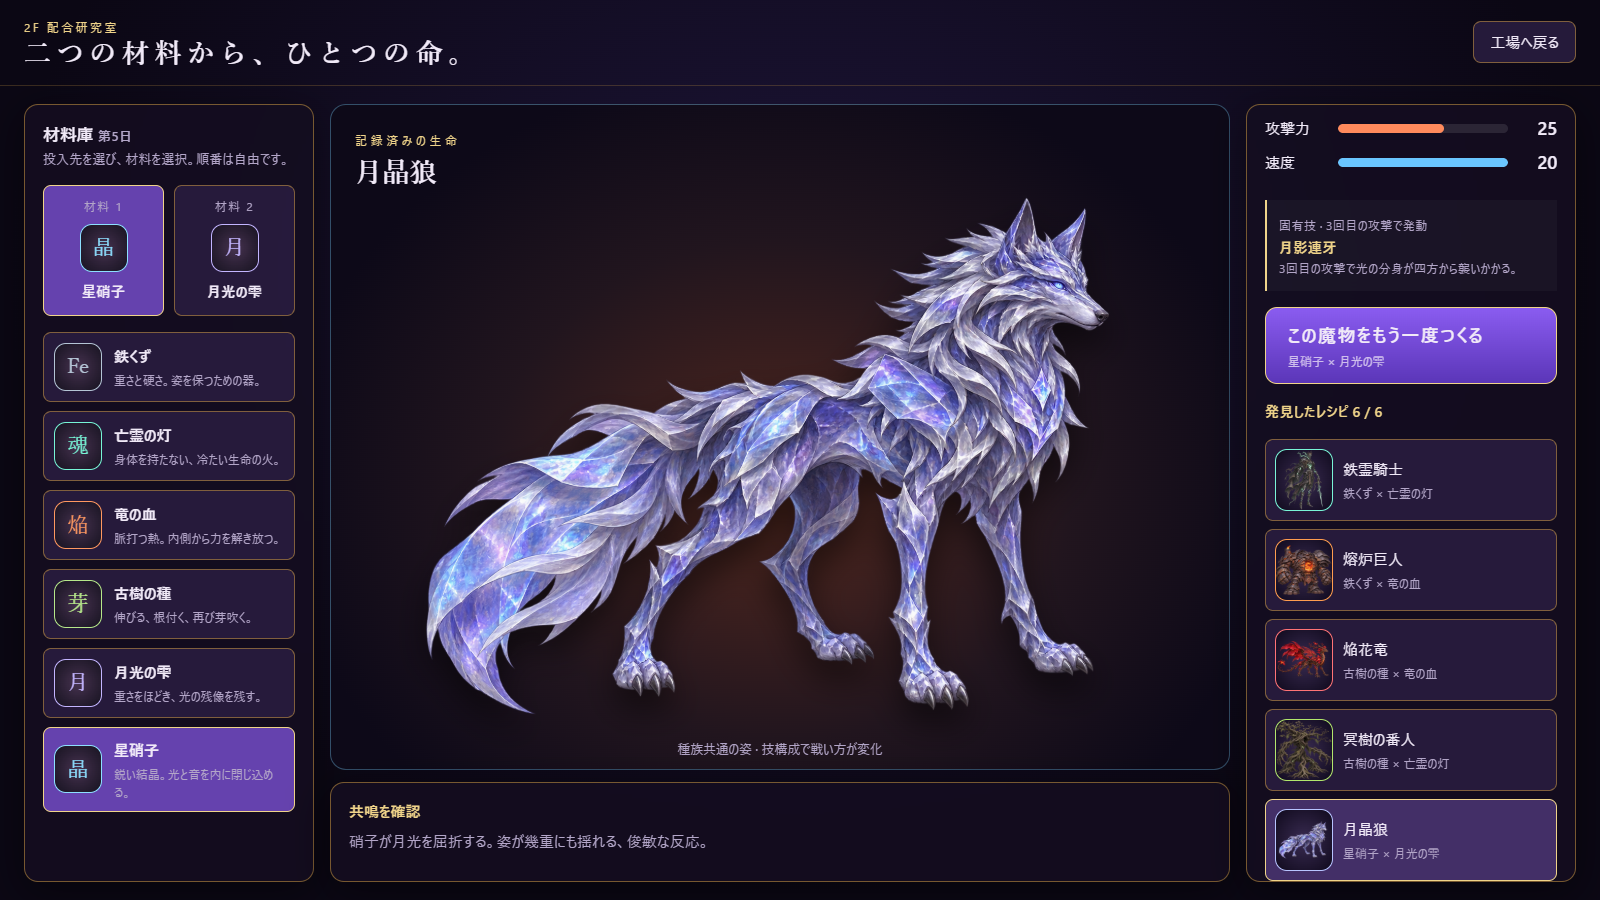 2F 配合研究室
二つの材料から、ひとつの命。
工場へ戻る
材料庫 第5日
投入先を選び、材料を選択。順番は自由です。
材料 1
晶
星硝子
材料 2
月
月光の雫
Fe
鉄くず
重さと硬さ。姿を保つための器。
魂
亡霊の灯
身体を持たない、冷たい生命の火。
焔
竜の血
脈打つ熱。内側から力を解き放つ。
芽
古樹の種
伸びる、根付く、再び芽吹く。
月
月光の雫
重さをほどき、光の残像を残す。
晶
星硝子
鋭い結晶。光と音を内に閉じ込め
る。
記録済みの生命
月晶狼
種族共通の姿・技構成で戦い方が変化
共鳴を確認
硝子が月光を屈折する。姿が幾重にも揺れる、俊敏な反応。
攻撃力 25
速度 20
固有技・3回目の攻撃で発動
月影連牙
3回目の攻撃で光の分身が四方から襲いかかる。
この魔物をもう一度つくる
星硝子 × 月光の雫
発見したレシピ 6 / 6
鉄霊騎士
鉄くず × 亡霊の灯
熔炉巨人
鉄くず × 竜の血
焔花竜
古樹の種 × 竜の血
冥樹の番人
古樹の種 × 亡霊の灯
月晶狼
星硝子 × 月光の雫